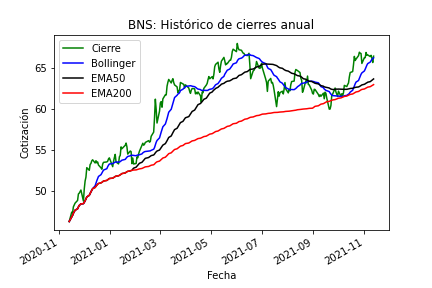 BNS: Histórico de cierres anual
Cierre
Bollinger
EMA50
EMA200
Cotización
65
60
55
50
2020-11
2021-01
2021-03
2021-05
2021-07
2021-09
2021-11
Fecha